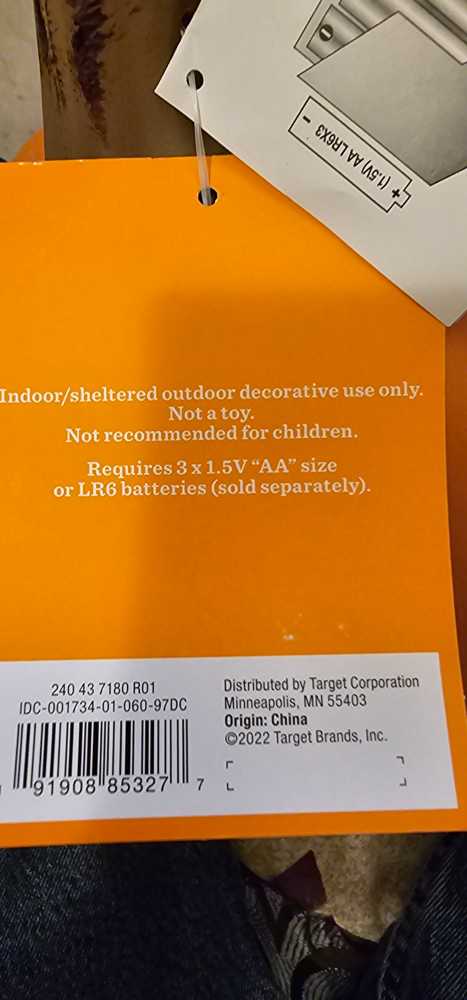 − (1.5V) AA LR6X3 +
Indoor/sheltered outdoor decorative use only.
Not a toy.
Not recommended for children.
Requires 3 x 1.5V “AA” size
or LR6 batteries (sold separately).
240 43 7180 R01
IDC-001734-01-060-97DC
91908 85327 7
Distributed by Target Corporation
Minneapolis, MN 55403
Origin: China
©2022 Target Brands, Inc.